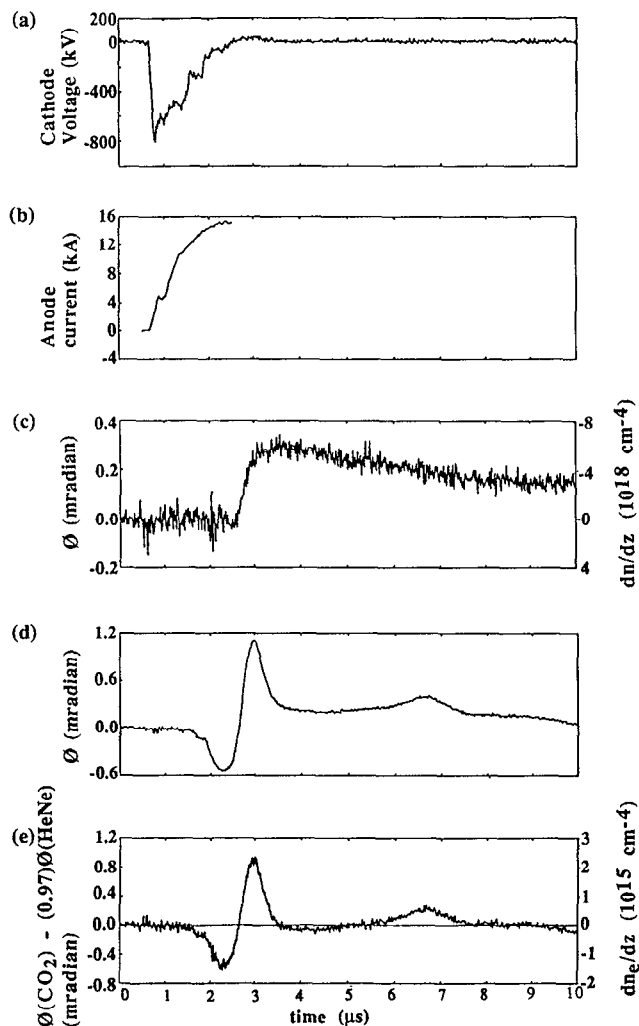 (a)
200
0
-400
-800
Cathode
Voltage (kV)
(b)
16
12
8
4
0
-4
Anode
current (kA)
(c)
0.4
0.2
0.0
-0.2
Ø (mradian)
-8
-4
0
4
dn/dz (10^18 cm^-4)
(d)
1.2
0.6
0.0
-0.6
Ø (mradian)
(e)
1.2
0.8
0.4
0.0
-0.4
-0.8
Ø(CO2) - (0.97)Ø(HeNe)
(mradian)
3
2
1
0
-1
-2
dne/dz (10^15 cm^-4)
0 1 2 3 4 5 6 7 8 9 10
time (µs)